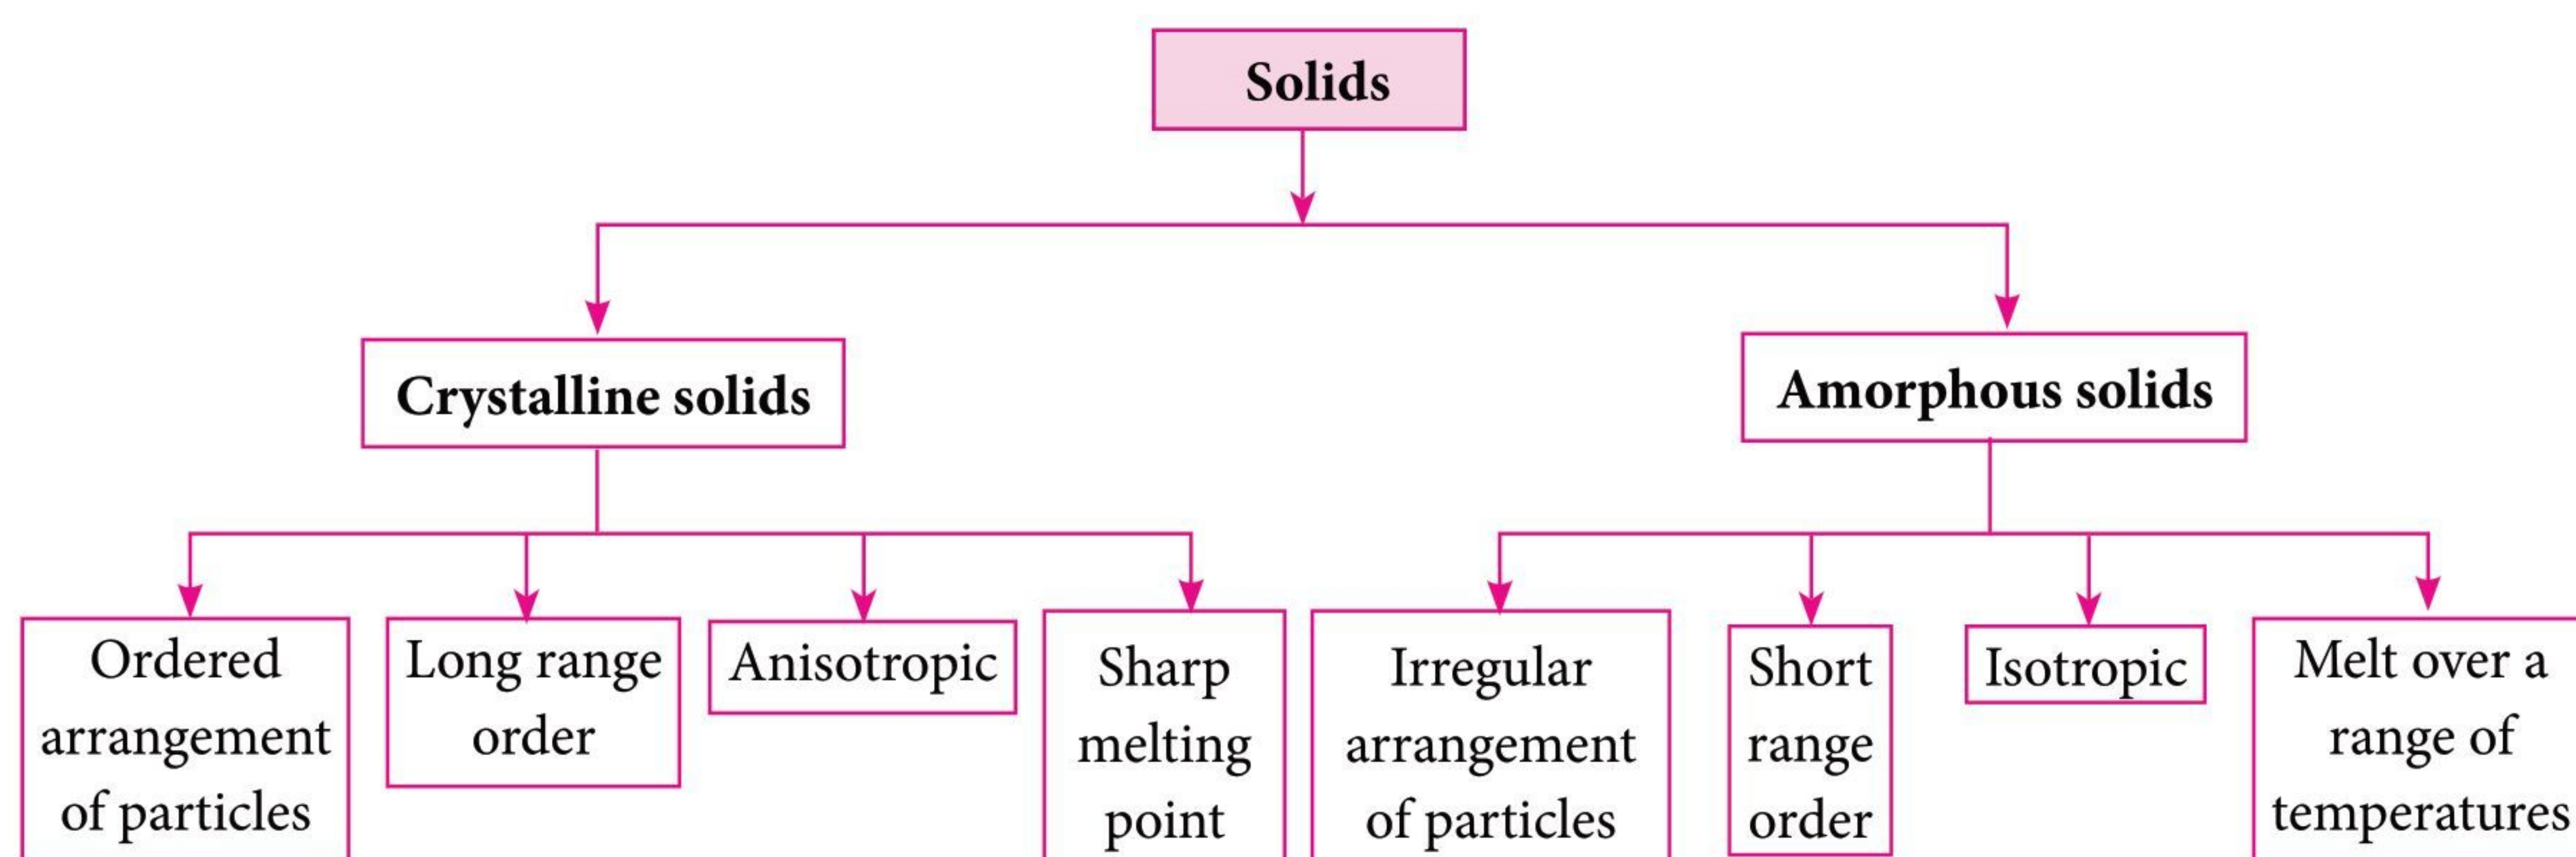 Solids
Crystalline solids
Amorphous solids
Ordered
arrangement
of particles
Long range
order
Anisotropic
Sharp
melting
point
Irregular
arrangement
of particles
Short
range
order
Isotropic
Melt over a
range of
temperatures